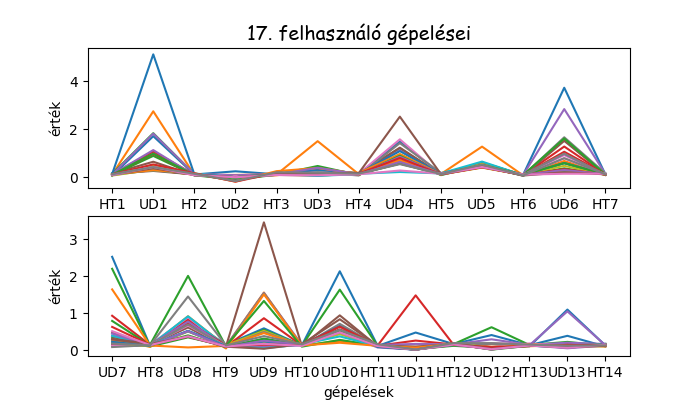 17. felhasználó gépelései
érték
4
2
0
HT1 UD1 HT2 UD2 HT3 UD3 HT4 UD4 HT5 UD5 HT6 UD6 HT7
érték
3
2
1
0
UD7 HT8 UD8 HT9 UD9 HT10 UD10 HT11 UD11 HT12 UD12 HT13 UD13 HT14
gépelések